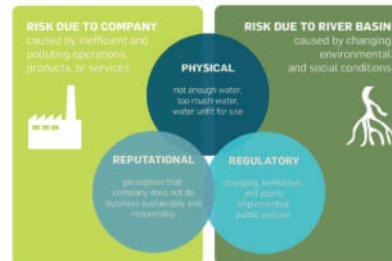 RISK DUE TO COMPANY
caused by inefficient and
polluting operations,
products, or services
RISK DUE TO RIVER BASIN
caused by changing
environmental
and social conditions
PHYSICAL
not enough water,
too much water,
water unfit for use
REPUTATIONAL
perception that
company does not do
business sustainably and
responsibly
REGULATORY
changing, ineffective
and poorly
implemented
public policies